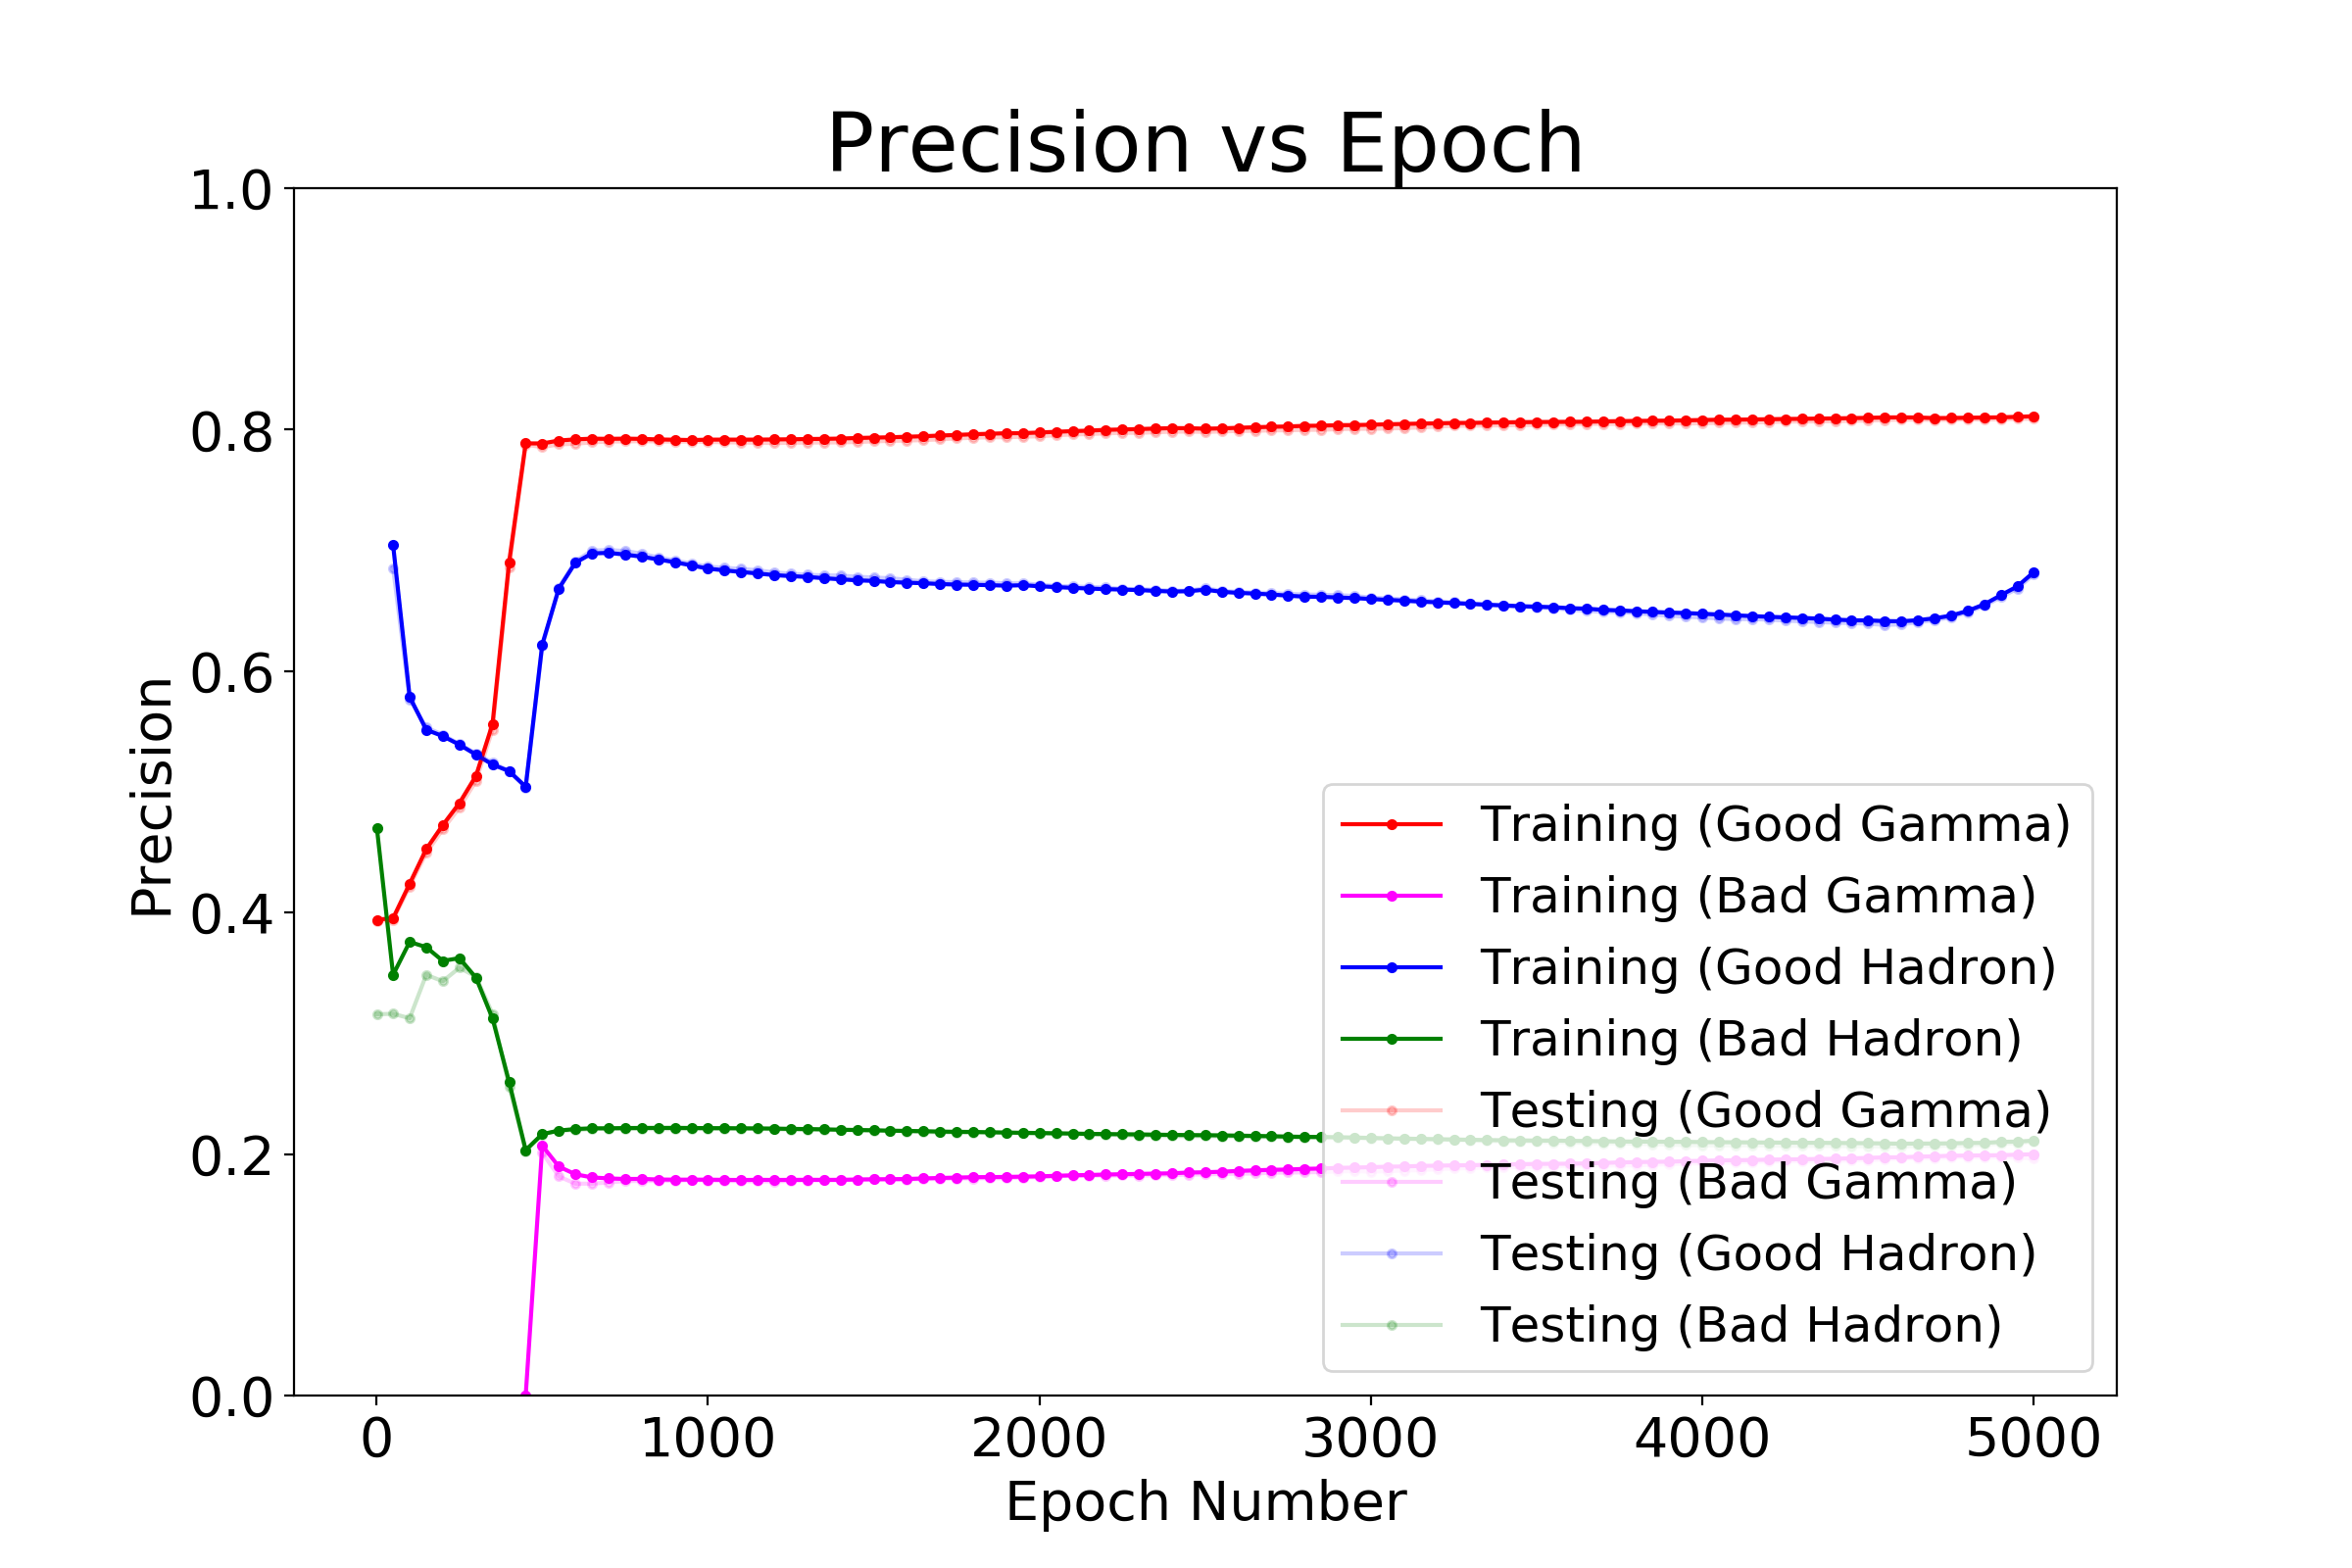 Precision vs Epoch
1.0
0.8
0.6
0.4
0.2
0.0
Precision
Training (Good Gamma)
Training (Bad Gamma)
Training (Good Hadron)
Training (Bad Hadron)
Testing (Good Gamma)
Testing (Bad Gamma)
Testing (Good Hadron)
Testing (Bad Hadron)
0 1000 2000 3000 4000 5000
Epoch Number